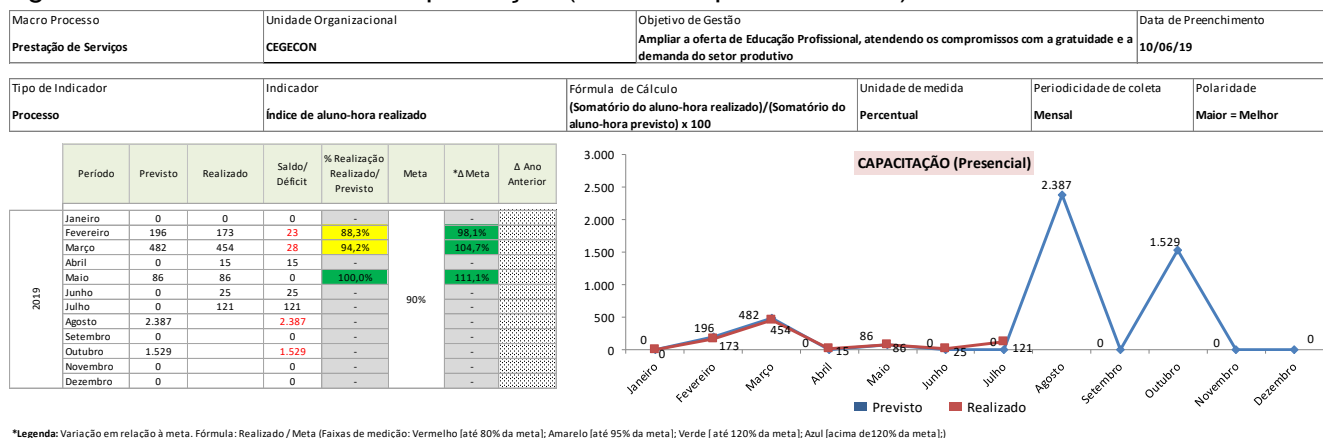 Macro Processo Unidade Organizacional Objetivo de Gestão Data de Preenchimento
Prestação de Serviços CEGECON Ampliar a oferta de Educação Profissional, atendendo os compromissos com a gratuidade e a demanda do setor produtivo 10/06/19
Tipo de Indicador Indicador Fórmula de Cálculo Unidade de medida Periodicidade de coleta Polaridade
Processo Índice de aluno-hora realizado (Somatório do aluno-hora realizado)/(Somatório do aluno-hora previsto) x 100 Percentual Mensal Maior = Melhor
Período Previsto Realizado Saldo/ Déficit % Realização Realizado/ Previsto Meta *Δ Meta Δ Ano Anterior
2019
Janeiro 0 0 0 - -
Fevereiro 196 173 23 88,3% 98,1%
Março 482 454 28 94,2% 104,7%
Abril 0 15 15 - -
Maio 86 86 0 100,0% 111,1%
Junho 0 25 25 - -
90%
Julho 0 121 121 - -
Agosto 2.387 2.387 - -
Setembro 0 - -
Outubro 1.529 1.529 - -
Novembro 0 0 - -
Dezembro 0 0 - -
CAPACITAÇÃO (Presencial)
3.000
2.500
2.000
1.500
1.000
500
0
0 196 482 0 86 0 0 2.387 0 1.529 0 0
0 173 454 15 86 25 121
Janeiro Fevereiro Março Abril Maio Junho Julho Agosto Setembro Outubro Novembro Dezembro
Previsto Realizado
*Legenda: Variação em relação à meta. Fórmula: Realizado / Meta (Faixas de medição: Vermelho [até 80% da meta]; Amarelo [até 95% da meta]; Verde [ até 120% da meta]; Azul [acima de120% da meta];)